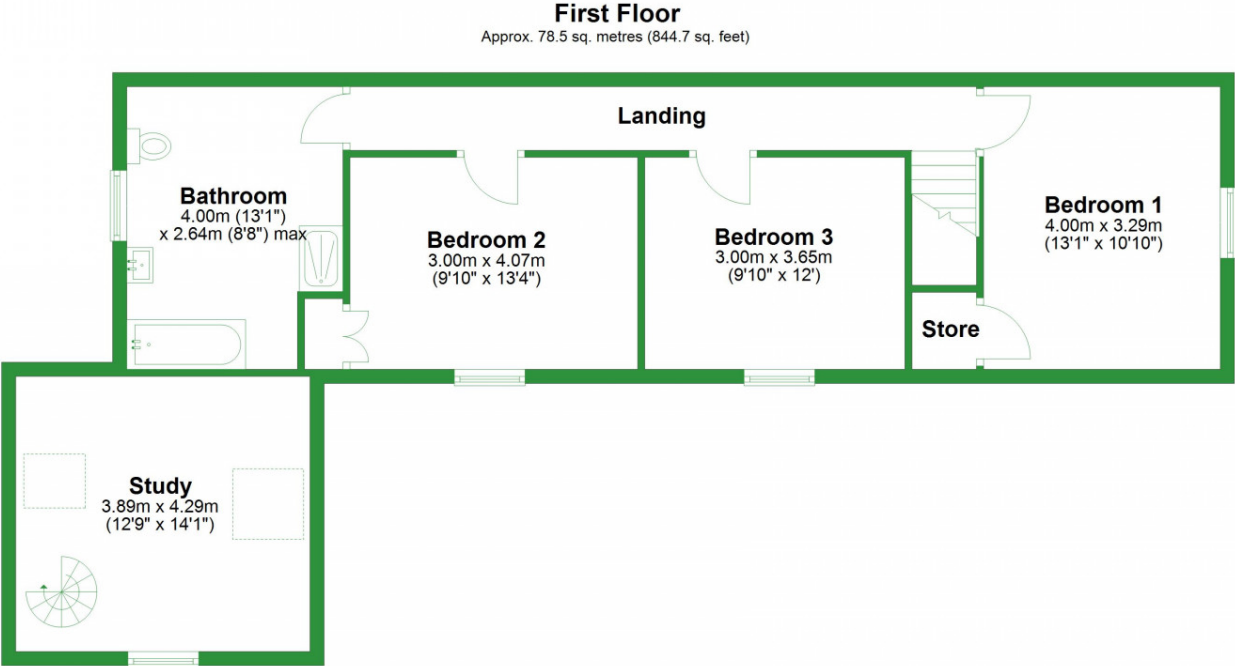 First Floor
Approx. 78.5 sq. metres (844.7 sq. feet)
Landing
Bathroom
4.00m (13'1")
x 2.64m (8'8") max
Bedroom 2
3.00m x 4.07m
(9'10" x 13'4")
Bedroom 3
3.00m x 3.65m
(9'10" x 12')
Bedroom 1
4.00m x 3.29m
(13'1" x 10'10")
Store
Study
3.89m x 4.29m
(12'9" x 14'1")